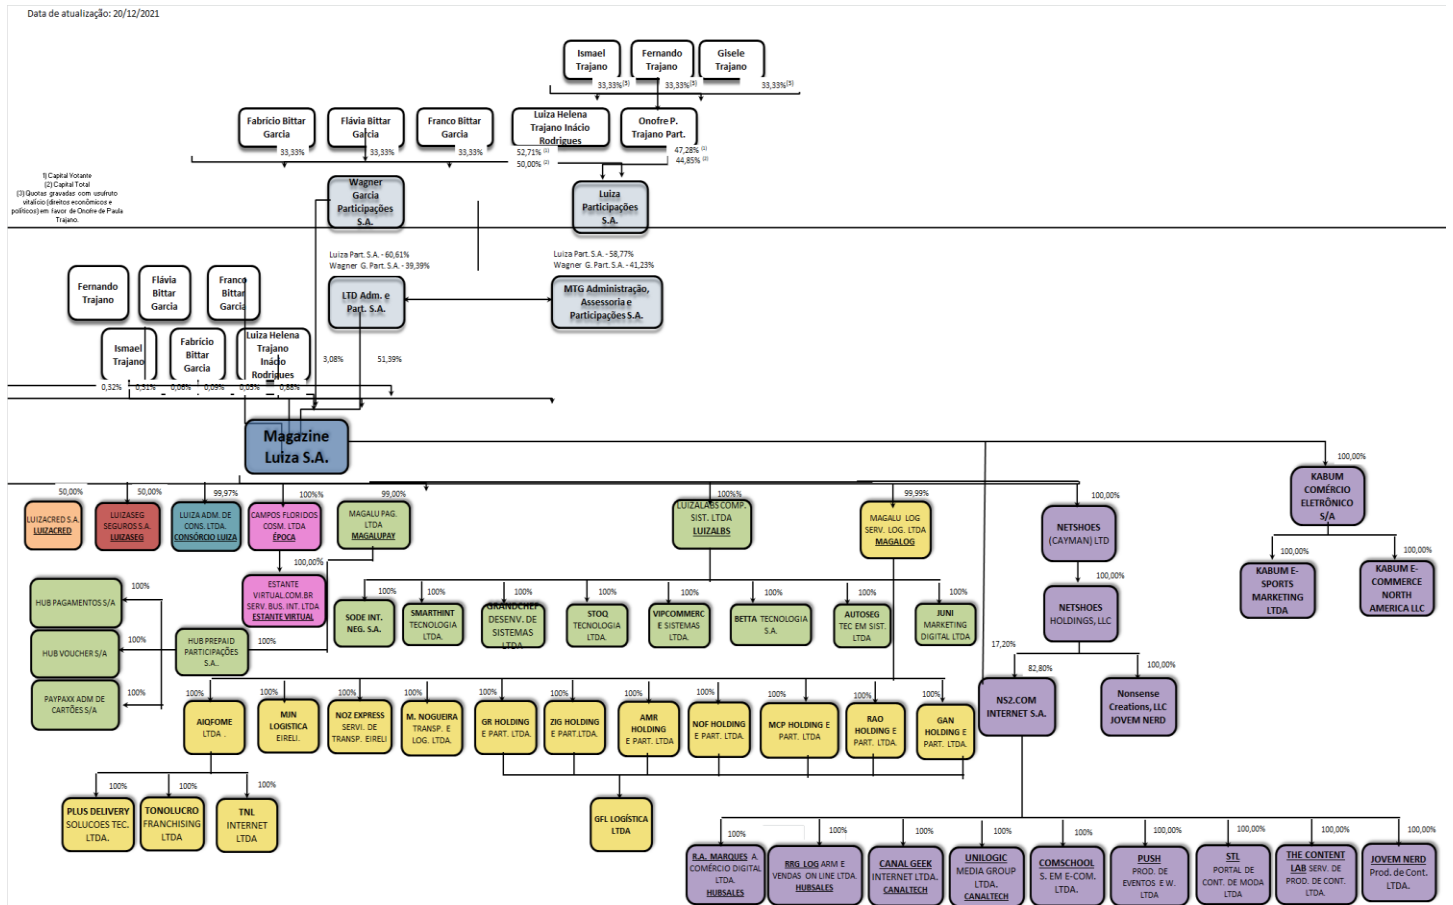 Data de atualização: 20/12/2021
Ismael
Trajano
Fernando
Trajano
Gisele
Trajano
33,33%(3)
33,33%(3)
33,33%(3)
Fabrício Bittar
Garcia
Flávia Bittar
Garcia
Franco Bittar
Garcia
Luiza Helena
Trajano Inácio
Rodrigues
Onofre P.
Trajano Part.
33,33%
33,33%
33,33%
52,71% (1)
50,00% (2)
47,28% (1)
44,85% (2)
1) Capital Votante
(2) Capital Total
(3) Quotas gravadas com usufruto
vitalício (direitos econômicos e
políticos) em favor de Onofre de Paula
Trajano.
Wagner
Garcia
Participações
S.A.
Luiza
Participações
S.A.
Luiza Part. S.A. - 60,61%
Wagner G. Part. S.A. - 39,39%
Luiza Part. S.A. - 58,77%
Wagner G. Part. S.A. - 41,23%
Fernando
Trajano
Flávia
Bittar
Garcia
Franco
Bittar
Garcia
LTD Adm. e
Part. S.A.
MTG Administração,
Assessoria e
Participações S.A.
Ismael
Trajano
Fabrício
Bittar
Garcia
Luiza Helena
Trajano
Inácio
Rodrigues
3,08%
51,39%
0,32%
0,31%
0,06%
0,09%
0,05%
0,88%
Magazine
Luiza S.A.
50,00%
50,00%
99,97%
100%%
99,00%
100%%
99,99%
100,00%
100,00%
LUIZACRED S.A.
LUIZACRED
LUIZASEG
SEGUROS S.A.
LUIZASEG
LUIZA ADM. DE
CONS. LTDA.
CONSÓRCIO LUIZA
CAMPOS FLORIDOS
COSM. LTDA
ÉPOCA
MAGALU PAG.
LTDA
MAGALUPAY
LUIZALABS COMP.
SIST. LTDA
LUIZALBS
MAGALU LOG
SERV. LOG. LTDA
MAGALOG
NETSHOES
(CAYMAN) LTD
KABUM
COMÉRCIO
ELETRÔNICO
S/A
100,00%
100,00%
100,00%
100,00%
KABUM E-
SPORTS
MARKETING
LTDA
KABUM E-
COMMERCE
NORTH
AMERICA LLC
ESTANTE
VIRTUAL.COM.BR
SERV. BUS. INT. LTDA
ESTANTE VIRTUAL
100%
100%
100%
100%
100%
100%
100%
100%
SODE INT.
NEG. S.A.
SMARTHINT
TECNOLOGIA
LTDA.
GRANDCHEF
DESENV. DE
SISTEMAS
LTDA
STOQ
TECNOLOGIA
LTDA.
VIPCOMMERC
E SISTEMAS
LTDA.
BETTA TECNOLOGIA
S.A.
AUTOSEG
TEC EM SIST.
LTDA
JUNI
MARKETING
DIGITAL LTDA
NETSHOES
HOLDINGS, LLC
100%
HUB PAGAMENTOS S/A
100%
HUB VOUCHER S/A
HUB PREPAID
PARTICIPAÇÕES
S.A..
100%
PAYPAXX ADM DE
CARTÕES S/A
100%
17,20%
82,80%
100,00%
NS2.COM
INTERNET S.A.
Nonsense
Creations, LLC
JOVEM NERD
100%
100%
100%
100%
100%
100%
100%
100%
100%
100%
100%
AIQFOME
LTDA .
MJN
LOGISTICA
EIRELI.
NOZ EXPRESS
SERVI. DE
TRANSP. EIRELI
M. NOGUEIRA
TRANSP. E
LOG. LTDA.
GR HOLDING
E PART. LTDA.
ZIG HOLDING
E PART.LTDA.
AMR
HOLDING
E PART. LTDA
NOF HOLDING
E PART. LTDA.
MCP HOLDING E
PART. LTDA
RAO
HOLDING E
PART. LTDA.
GAN
HOLDING E
PART. LTDA.
100%
100%
100%
PLUS DELIVERY
SOLUCOES TEC.
LTDA.
TONOLUCRO
FRANCHISING
LTDA
TNL
INTERNET
LTDA
GFL LOGÍSTICA
LTDA
100%
100%
100%
100%
100%
100,00%
100,00%
100,00%
100,00%
R.A. MARQUES A.
COMÉRCIO DIGITAL
LTDA.
HUBSALES
RRG LOG ARM E
VENDAS ON LINE LTDA.
HUBSALES
CANAL GEEK
INTERNET LTDA.
CANALTECH
UNILOGIC
MEDIA GROUP
LTDA.
CANALTECH
COMSCHOOL
S. EM E-COM.
LTDA.
PUSH
PROD. DE
EVENTOS E W.
LTDA
STL
PORTAL DE
CONT. DE MODA
LTDA
THE CONTENT
LAB SERV. DE
PROD. DE CONT.
LTDA.
JOVEM NERD
Prod. de Cont.
LTDA.